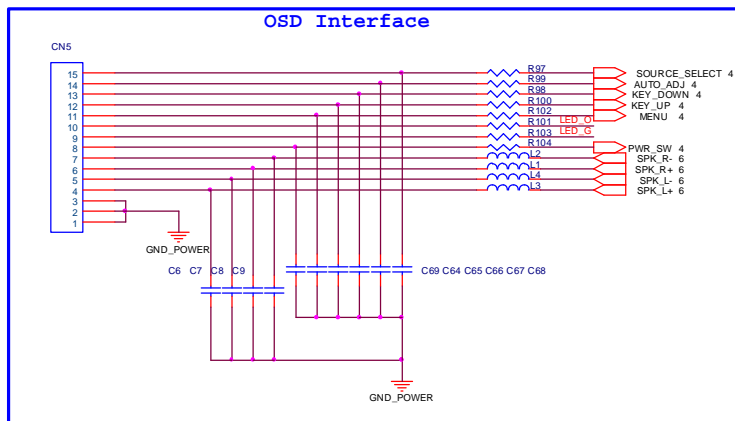 OSD Interface
CN5
15 R97 SOURCE_SELECT 4
14 R99 AUTO_ADJ 4
13 R98 KEY_DOWN 4
12 R100 KEY_UP 4
11 R102 MENU 4
10 R101 LED_O
9 R103 LED_G
8 R104 PWR_SW 4
7 L2 SPK_R- 6
6 L1 SPK_R+ 6
5 L4 SPK_L- 6
4 L3 SPK_L+ 6
3
2
1
GND_POWER
C6 C7 C8 C9 C69 C64 C65 C66 C67 C68
GND_POWER